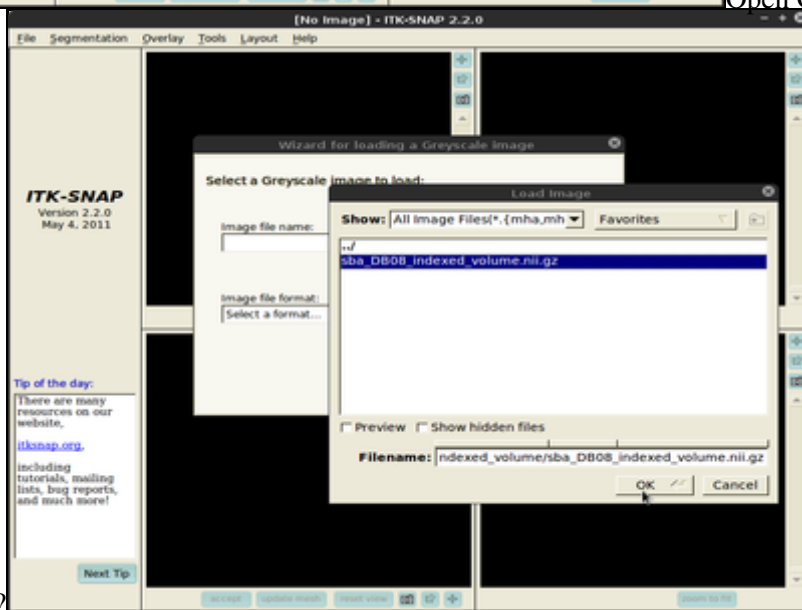 Open
[No Image] - ITK-SNAP 2.2.0
File Segmentation Overlay Tools Layout Help
Wizard for loading a Greyscale image
Select a Greyscale image to load:
Image file name:
Image file format:
Select a format...
Load Image
Show: All Image Files(*.{mha,mh Favorites
../
sba_DB08_indexed_volume.nii.gz
Preview Show hidden files
Filename: ndexed_volume/sba_DB08_indexed_volume.nii.gz
OK Cancel
ITK-SNAP
Version 2.2.0
May 4, 2011
Tip of the day:
There are many
resources on our
website,
itksnap.org,
including
tutorials, mailing
lists, bug reports,
and much more!
Next Tip
accept update mesh reset view
zoom to fit